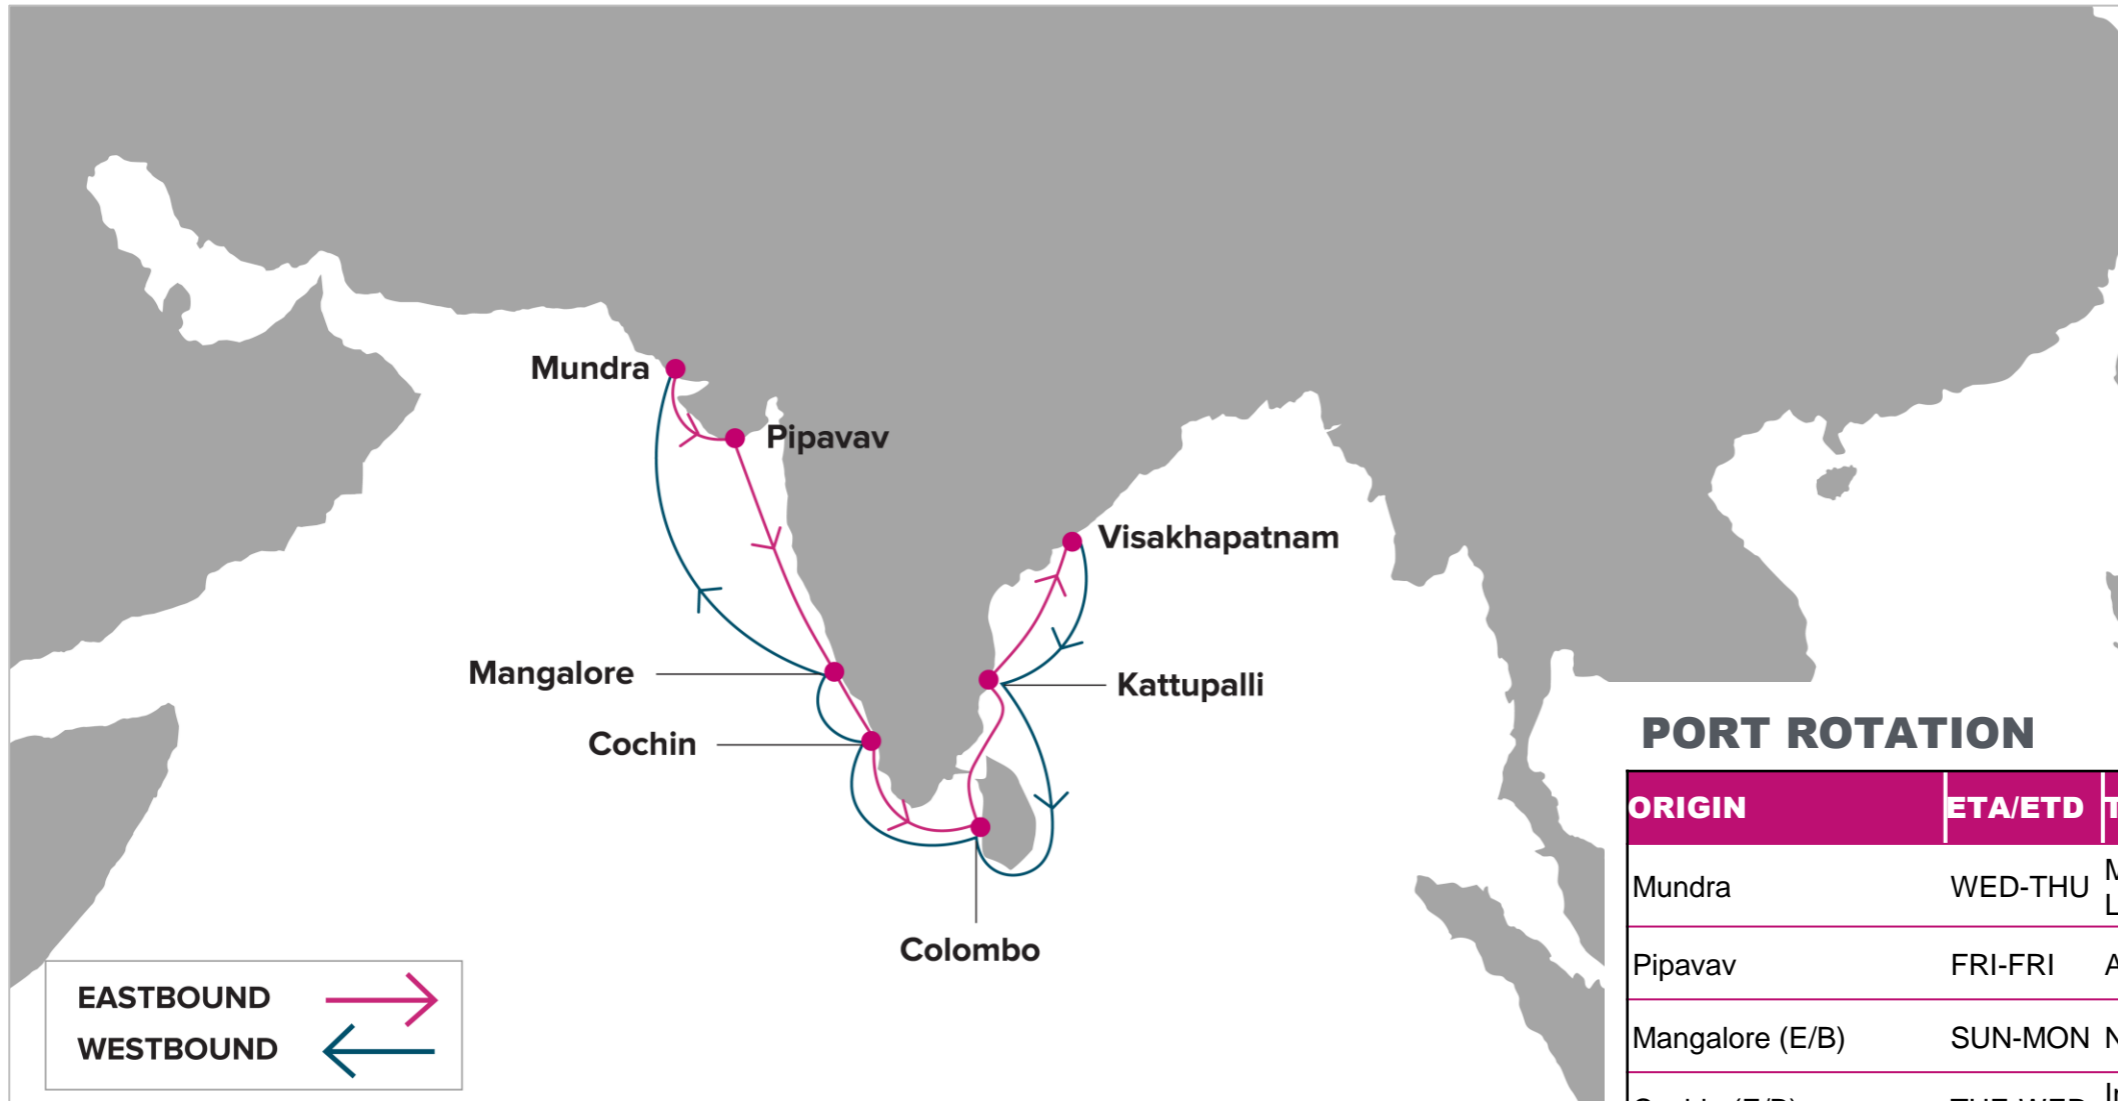 Mundra
Pipavav
Visakhapatnam
Mangalore
Kattupalli
Cochin
Colombo
EASTBOUND
WESTBOUND
PORT ROTATION
ORIGIN ETA/ETD T
Mundra WED-THU M
L
Pipavav FRI-FRI A
Mangalore (E/B) SUN-MON N